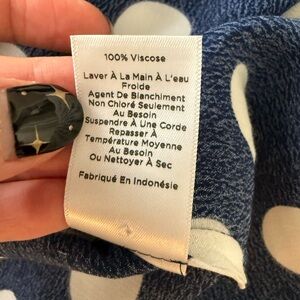 100% Viscose
Laver À La Main À L'eau
Froide
Agent De Blanchiment
Non Chloré Seulement
Au Besoin
Suspendre À Une Corde
Repasser À
Température Moyenne
Au Besoin
Ou Nettoyer À Sec
Fabriqué En Indonésie